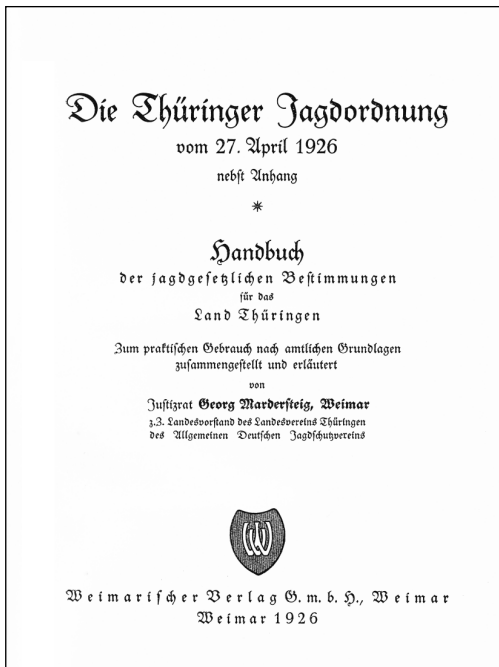 Die Thüringer Jagdordnung
vom 27. April 1926
nebst Anhang
Handbuch
der jagdgesetzlichen Bestimmungen
für das
Land Thüringen
Zum praktischen Gebrauch nach amtlichen Grundlagen
zusammengestellt und erläutert
von
Justizrat Georg Mardersteig, Weimar
z.Z. Landesvorstand des Landesvereins Thüringen
des Allgemeinen Deutschen Jagdschutzvereins
WV
Weimarischer Verlag G. m. b. H., Weimar
Weimar 1926